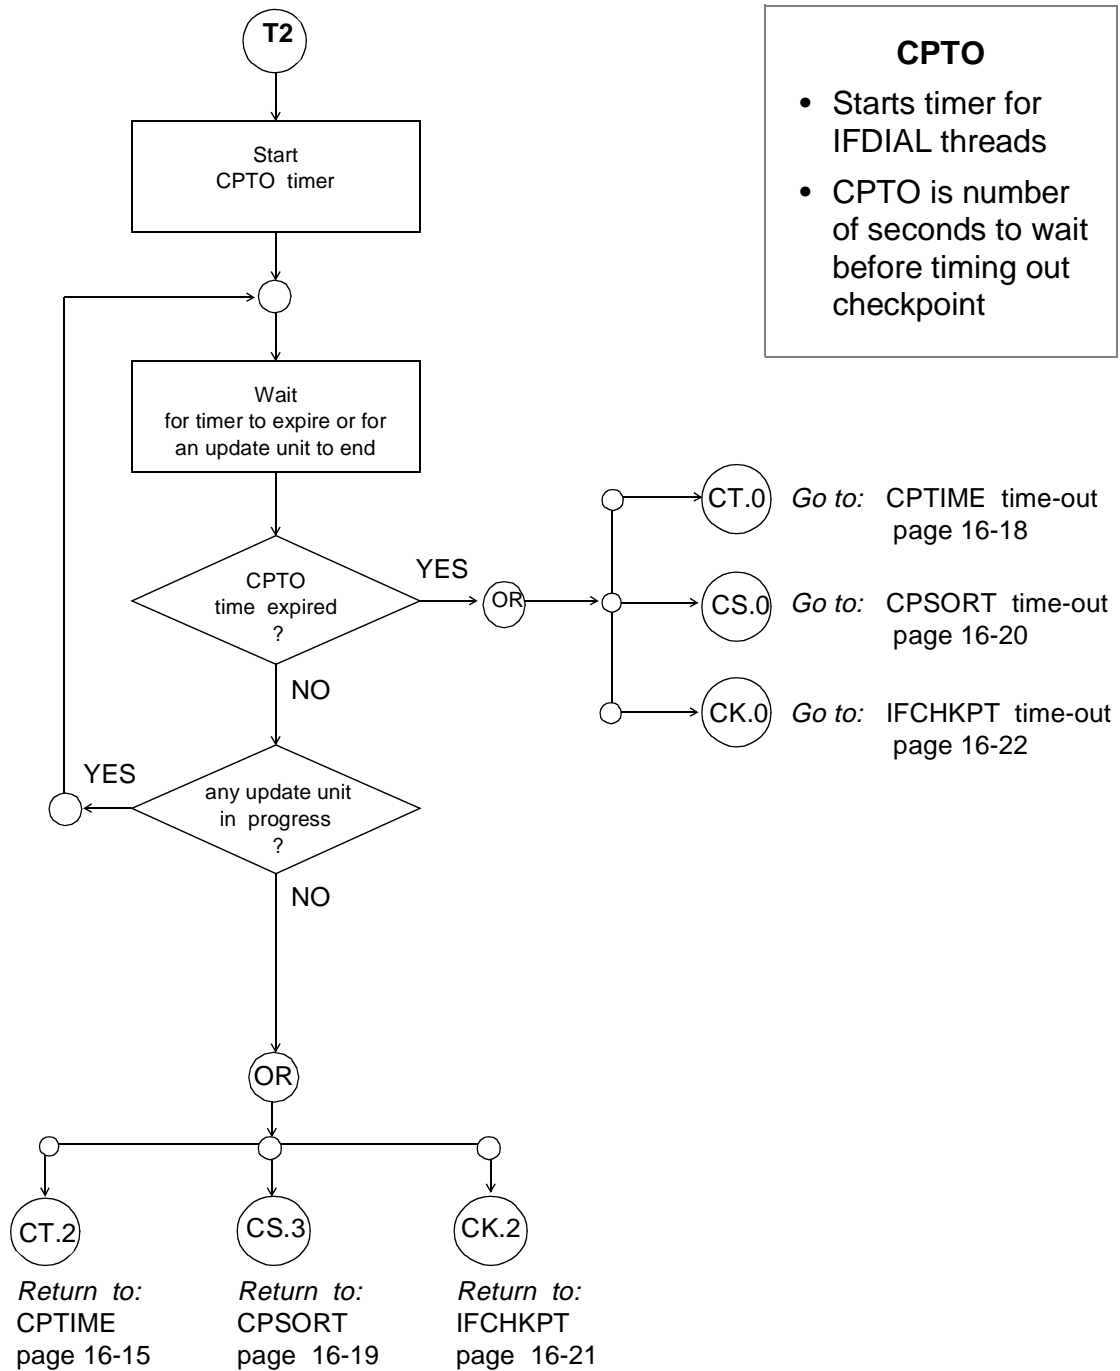 T2
CPTO
• Starts timer for
IFDIAL threads
• CPTO is number
of seconds to wait
before timing out
checkpoint
Start
CPTO timer
Wait
for timer to expire or for
an update unit to end
CPTO
time expired
?
YES
OR
CT.0
Go to: CPTIME time-out
page 16-18
CS.0
Go to: CPSORT time-out
page 16-20
CK.0
Go to: IFCHKPT time-out
page 16-22
NO
YES
any update unit
in progress
?
NO
OR
CT.2
Return to:
CPTIME
page 16-15
CS.3
Return to:
CPSORT
page 16-19
CK.2
Return to:
IFCHKPT
page 16-21